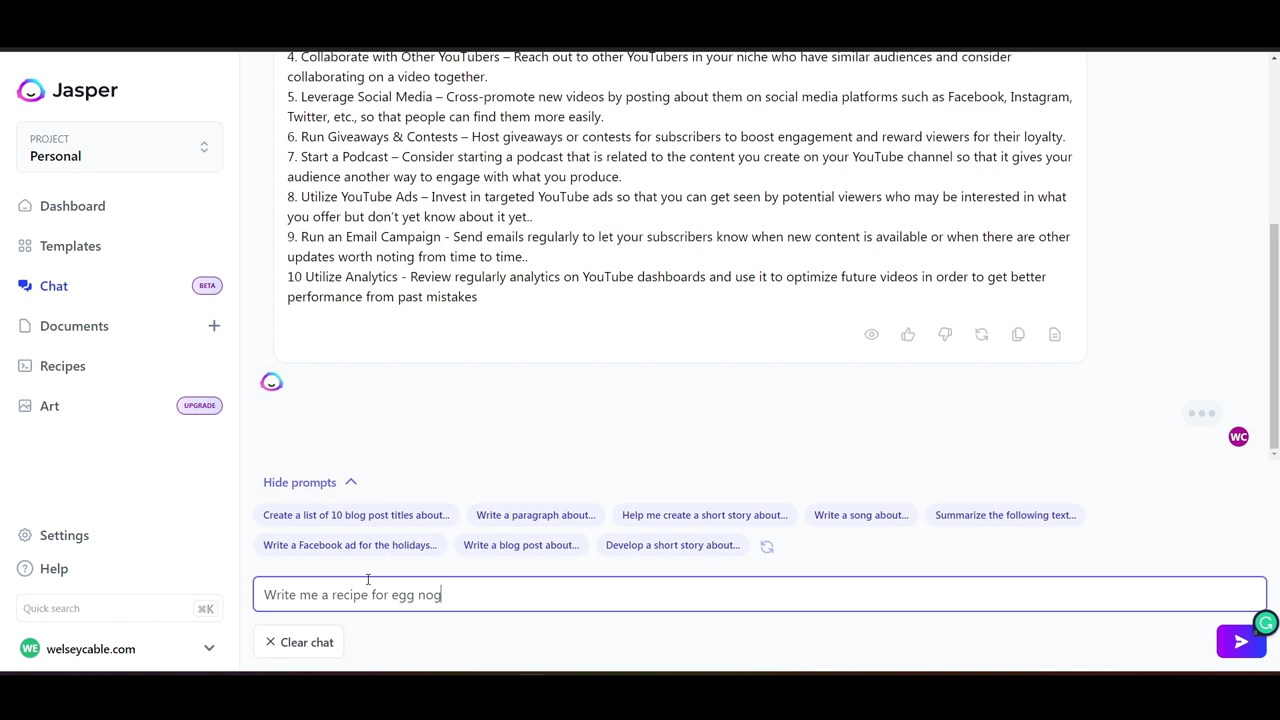 Jasper
PROJECT
Personal
Dashboard
Templates
Chat
BETA
Documents
Recipes
Art
UPGRADE
Settings
Help
Quick search
⌘K
WE
welseycable.com
4. Collaborate with Other YouTubers – Reach out to other YouTubers in your niche who have similar audiences and consider
collaborating on a video together.
5. Leverage Social Media – Cross-promote new videos by posting about them on social media platforms such as Facebook, Instagram,
Twitter, etc., so that people can find them more easily.
6. Run Giveaways & Contests – Host giveaways or contests for subscribers to boost engagement and reward viewers for their loyalty.
7. Start a Podcast – Consider starting a podcast that is related to the content you create on your YouTube channel so that it gives your
audience another way to engage with what you produce.
8. Utilize YouTube Ads – Invest in targeted YouTube ads so that you can get seen by potential viewers who may be interested in what
you offer but don't yet know about it yet..
9. Run an Email Campaign - Send emails regularly to let your subscribers know when new content is available or when there are other
updates worth noting from time to time..
10 Utilize Analytics - Review regularly analytics on YouTube dashboards and use it to optimize future videos in order to get better
performance from past mistakes
WC
Hide prompts
Create a list of 10 blog post titles about...
Write a paragraph about...
Help me create a short story about...
Write a song about...
Summarize the following text...
Write a Facebook ad for the holidays...
Write a blog post about...
Develop a short story about...
Write me a recipe for egg nog
Clear chat